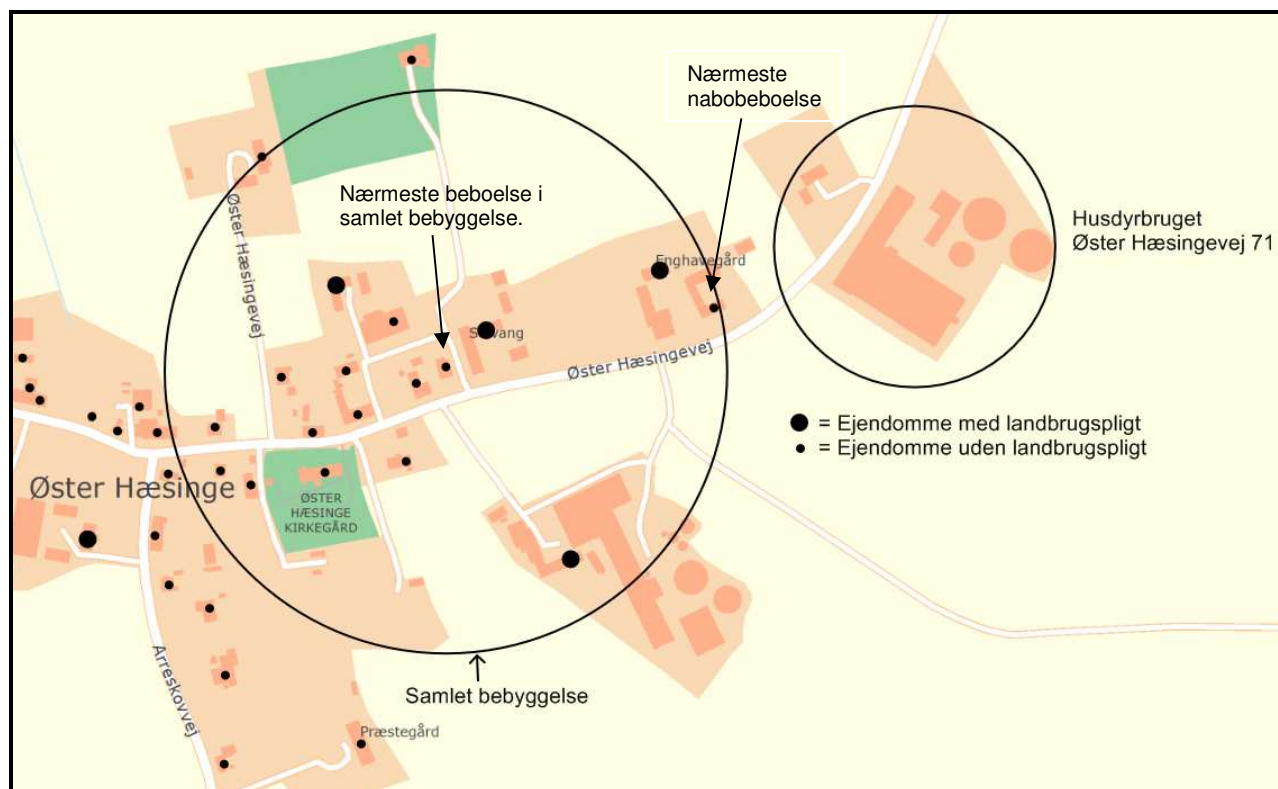 Nærmeste
nabobeboelse
Nærmeste beboelse i
samlet bebyggelse.
Husdyrbruget
Øster Hæsingevej 71
Øster Hæsingevej
Enghavegård
Øster Hæsingevej
= Ejendomme med landbrugspligt
= Ejendomme uden landbrugspligt
Øster Hæsinge
ØSTER
HÆSINGE
KIRKEGÅRD
Arreskovvej
Samlet bebyggelse
Præstegård